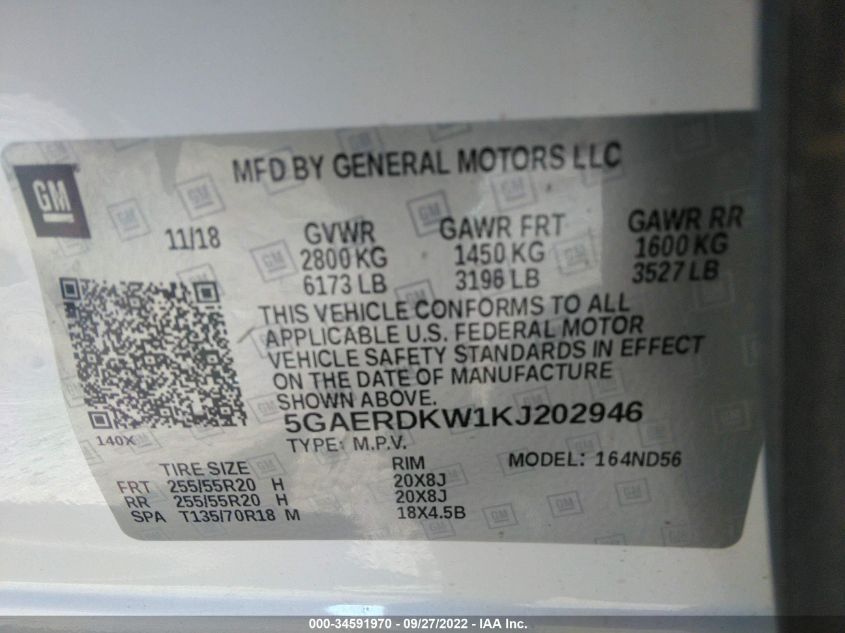 GM
MFD BY GENERAL MOTORS LLC
11/18 GVWR GAWR FRT GAWR RR
2800 KG 1450 KG 1600 KG
6173 LB 3196 LB 3527 LB
THIS VEHICLE CONFORMS TO ALL
APPLICABLE U.S. FEDERAL MOTOR
VEHICLE SAFETY STANDARDS IN EFFECT
ON THE DATE OF MANUFACTURE
SHOWN ABOVE.
5GAERDKW1KJ202946
140X
TYPE: M.P.V.
TIRE SIZE RIM MODEL: 164ND56
FRT 255/55R20 H 20X8J
RR 255/55R20 H 20X8J
SPA T135/70R18 M 18X4.5B
000-34591970 - 09/27/2022 - IAA Inc.